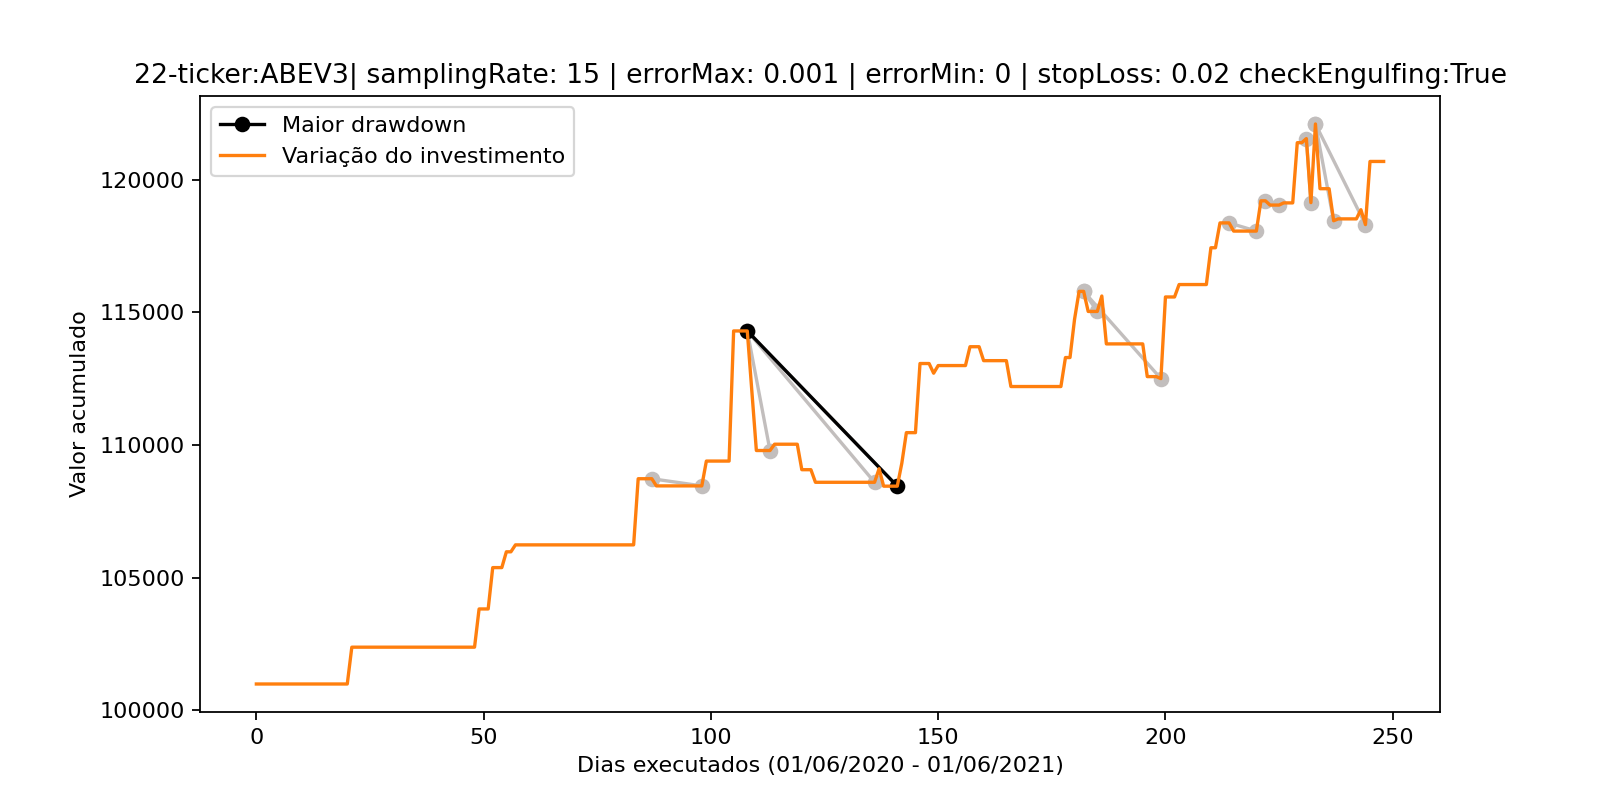 22-ticker:ABEV3| samplingRate: 15 | errorMax: 0.001 | errorMin: 0 | stopLoss: 0.02 checkEngulfing:True
Maior drawdown
Variação do investimento
Valor acumulado
120000
115000
110000
105000
100000
0 50 100 150 200 250
Dias executados (01/06/2020 - 01/06/2021)